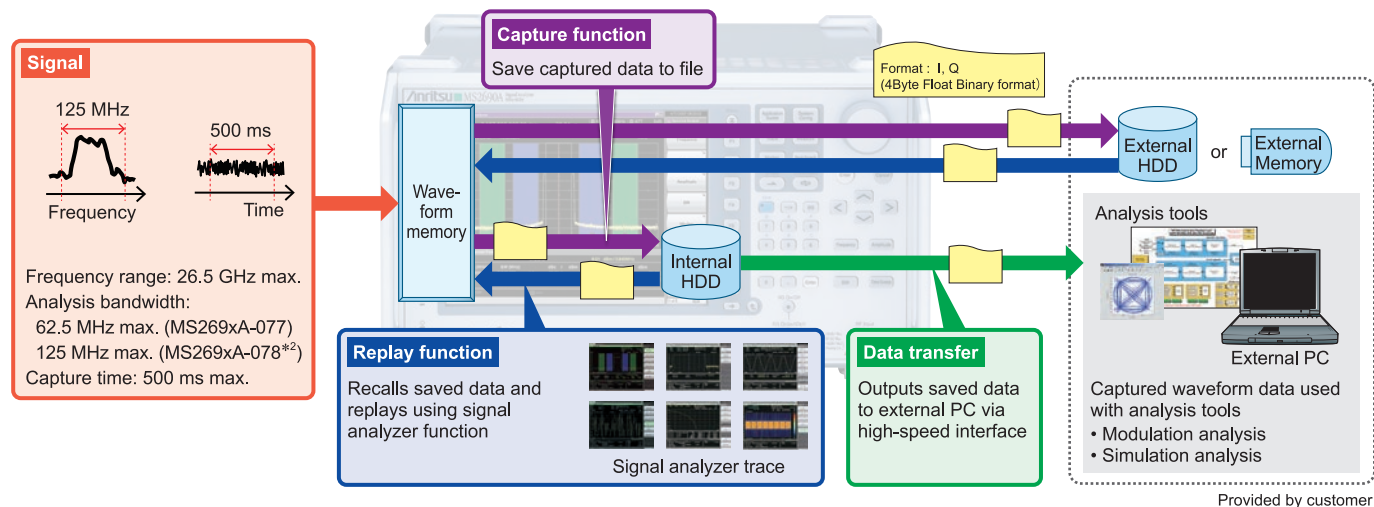 Signal
125 MHz
500 ms
Frequency
Time
Frequency range: 26.5 GHz max.
Analysis bandwidth:
62.5 MHz max. (MS269xA-077)
125 MHz max. (MS269xA-078*2)
Capture time: 500 ms max.
Capture function
Save captured data to file
Anritsu MS2690A
Wave-
form
memory
Format : I, Q
(4Byte Float Binary format)
External
HDD
or
External
Memory
Internal
HDD
Replay function
Recalls saved data and
replays using signal
analyzer function
Signal analyzer trace
Data transfer
Outputs saved data
to external PC via
high-speed interface
Analysis tools
External PC
Captured waveform data used
with analysis tools
• Modulation analysis
• Simulation analysis
Provided by customer